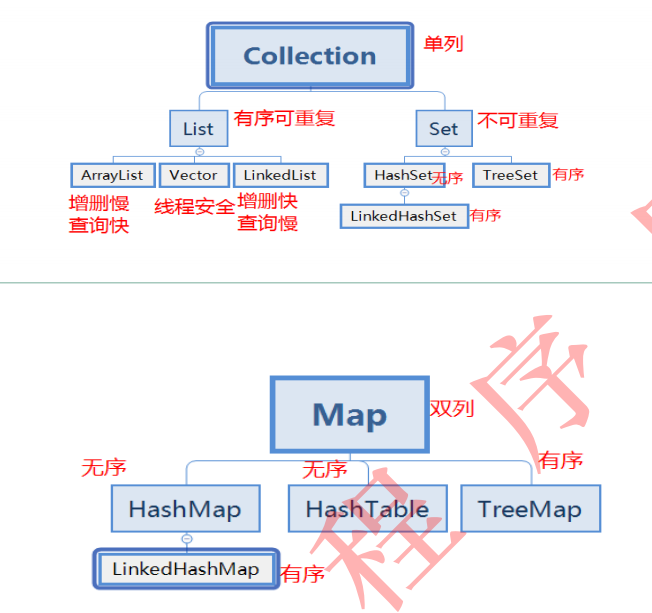 Collection 单列
List 有序可重复 Set 不可重复
ArrayList Vector LinkedList HashSet 无序 TreeSet 有序
增删慢 线程安全 增删快
查询快 查询慢
LinkedHashSet 有序
Map 双列
无序 无序 有序
HashMap HashTable TreeMap
LinkedHashMap 有序
程序